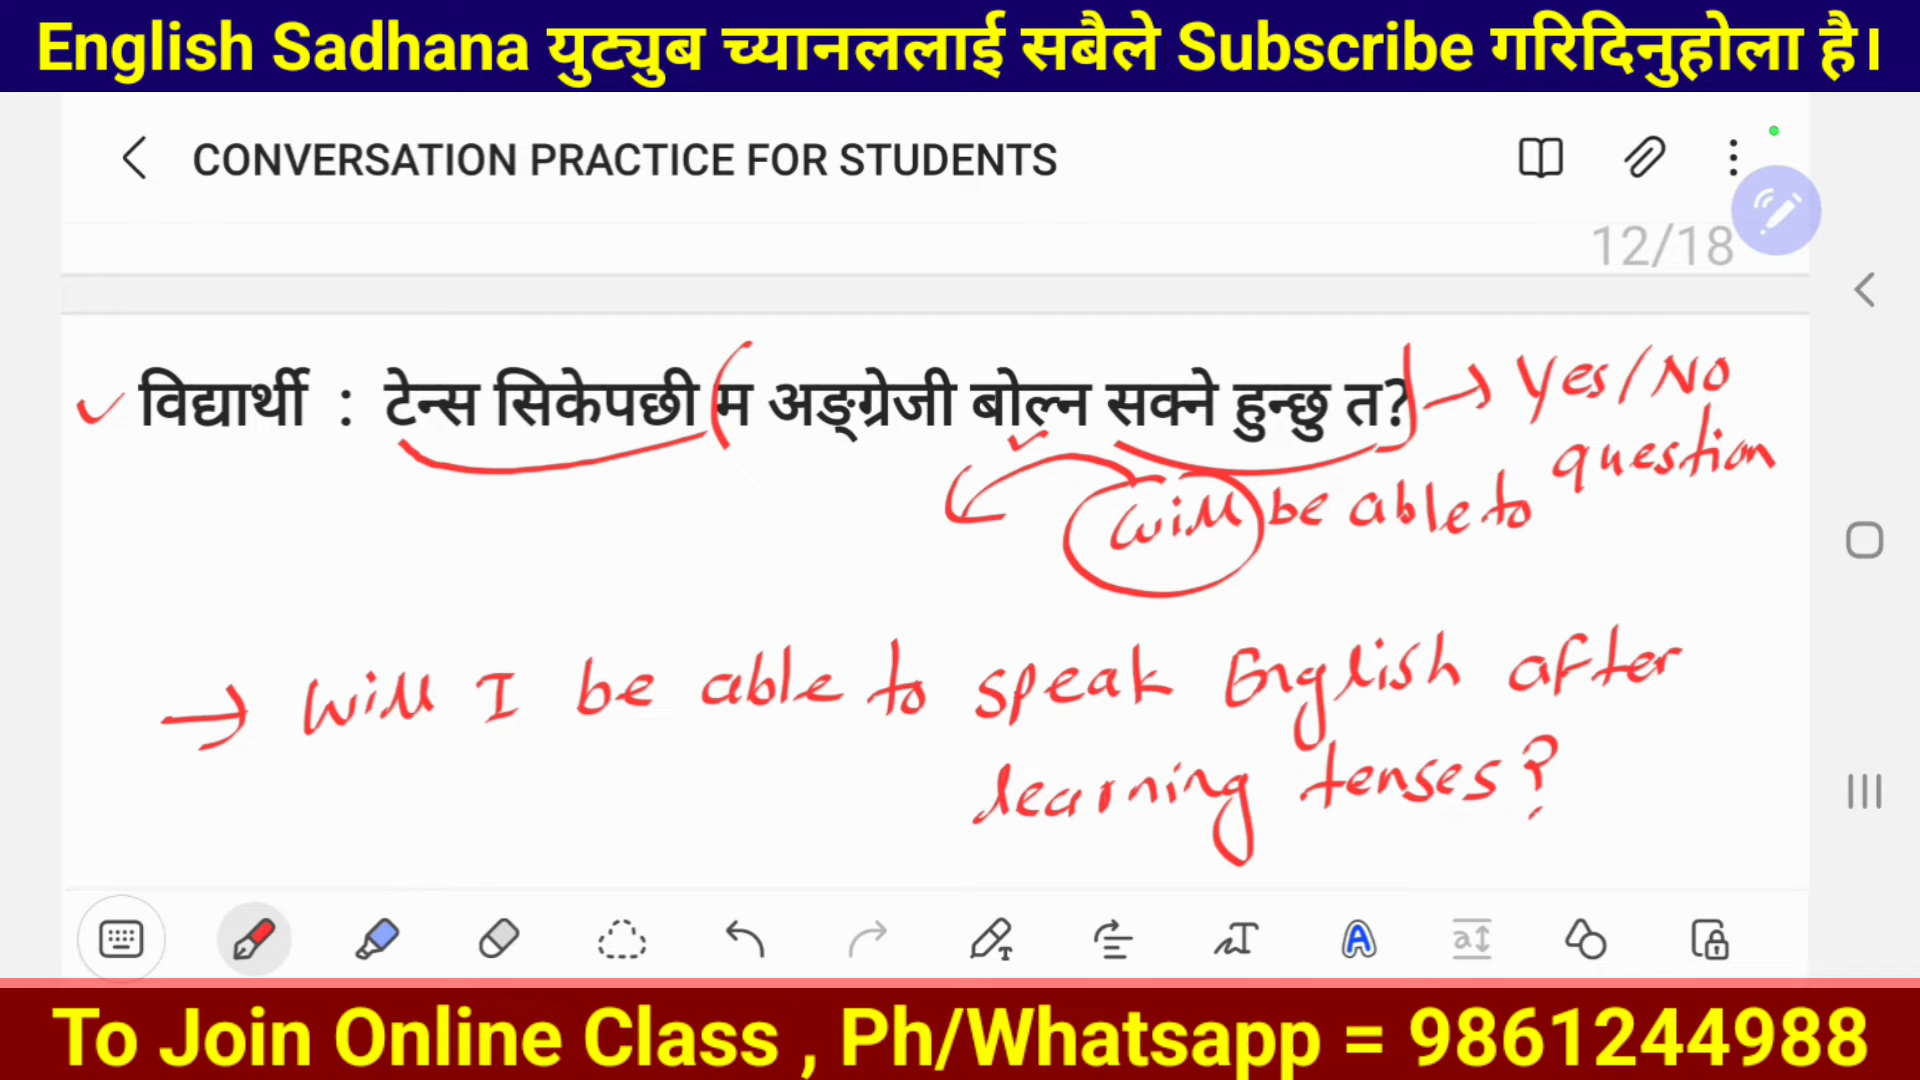 English Sadhana युट्युब च्यानललाई सबैले Subscribe गरिदिनुहोला है।
CONVERSATION PRACTICE FOR STUDENTS
12/18
विद्यार्थी : टेन्स सिकेपछी म अङ्ग्रेजी बोल्न सक्ने हुन्छु त? → Yes/No
question
will be able to
→ Will I be able to speak English after
learning tenses?
To Join Online Class , Ph/Whatsapp = 9861244988